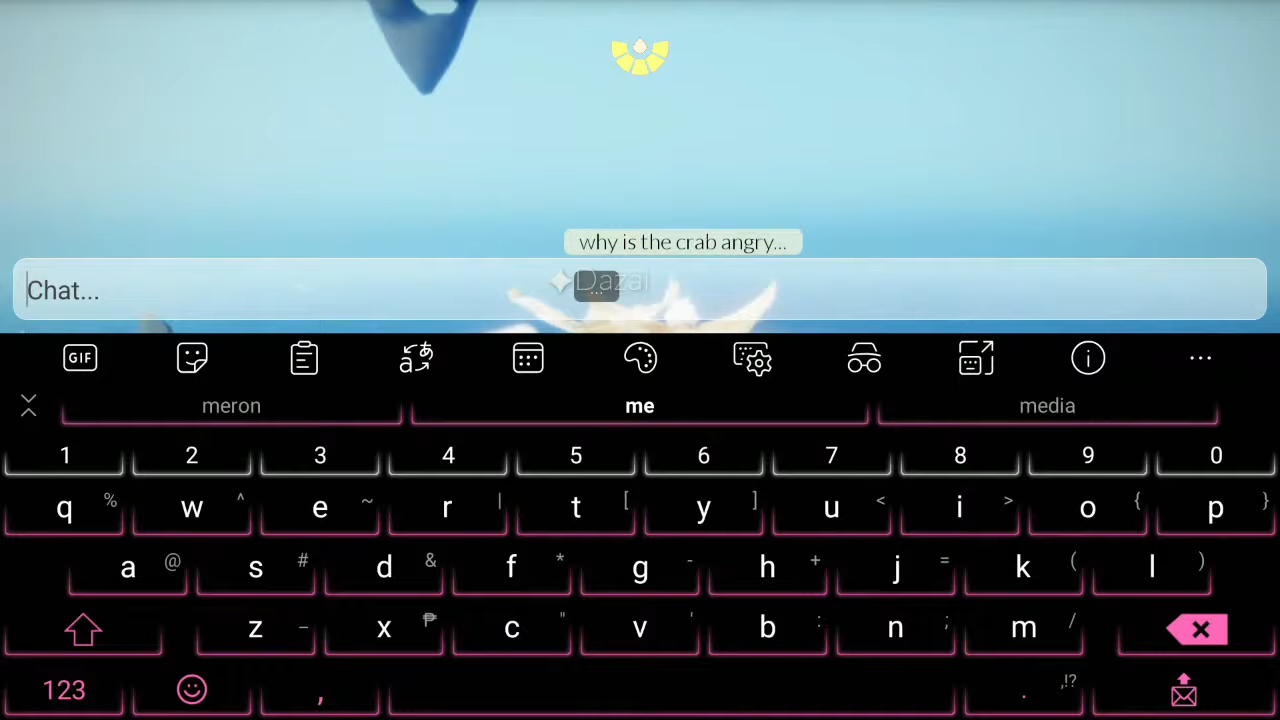 why is the crab angry...
Chat...
Dazai
...
GIF
meron me media
1 2 3 4 5 6 7 8 9 0
q % w ^ e ~ r | t [ y ] u < i > o { p }
a @ s # d & f * g - h + j = k ( l )
z _ x ₱ c " v ' b : n ; m /
123 , . ,!?